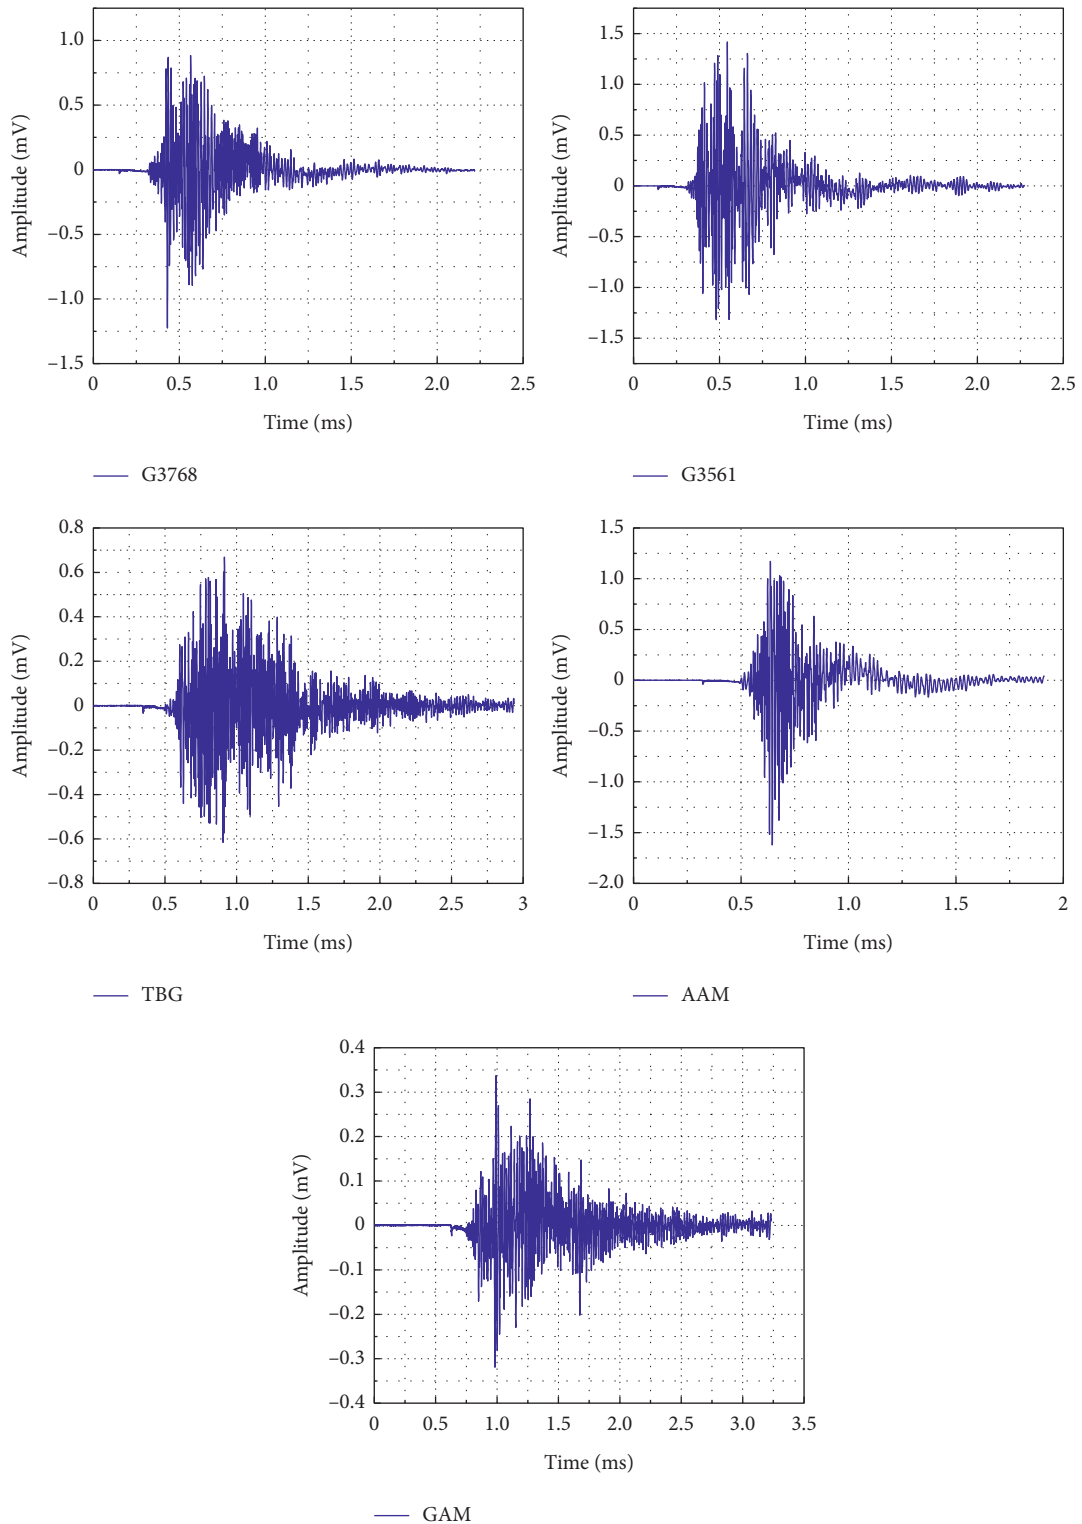 1.0
0.5
0
−0.5
−1.0
−1.5
Amplitude (mV)
0 0.5 1.0 1.5 2.0 2.5
Time (ms)
G3768
1.5
1.0
0.5
0
−0.5
−1.0
−1.5
Amplitude (mV)
0 0.5 1.0 1.5 2.0 2.5
Time (ms)
G3561
0.8
0.6
0.4
0.2
0
−0.2
−0.4
−0.6
−0.8
Amplitude (mV)
0 0.5 1.0 1.5 2.0 2.5 3
Time (ms)
TBG
1.5
1.0
0.5
0
−0.5
−1.0
−1.5
−2.0
Amplitude (mV)
0 0.5 1.0 1.5 2
Time (ms)
AAM
0.4
0.3
0.2
0.1
0
−0.1
−0.2
−0.3
−0.4
Amplitude (mV)
0 0.5 1.0 1.5 2.0 2.5 3.0 3.5
Time (ms)
GAM